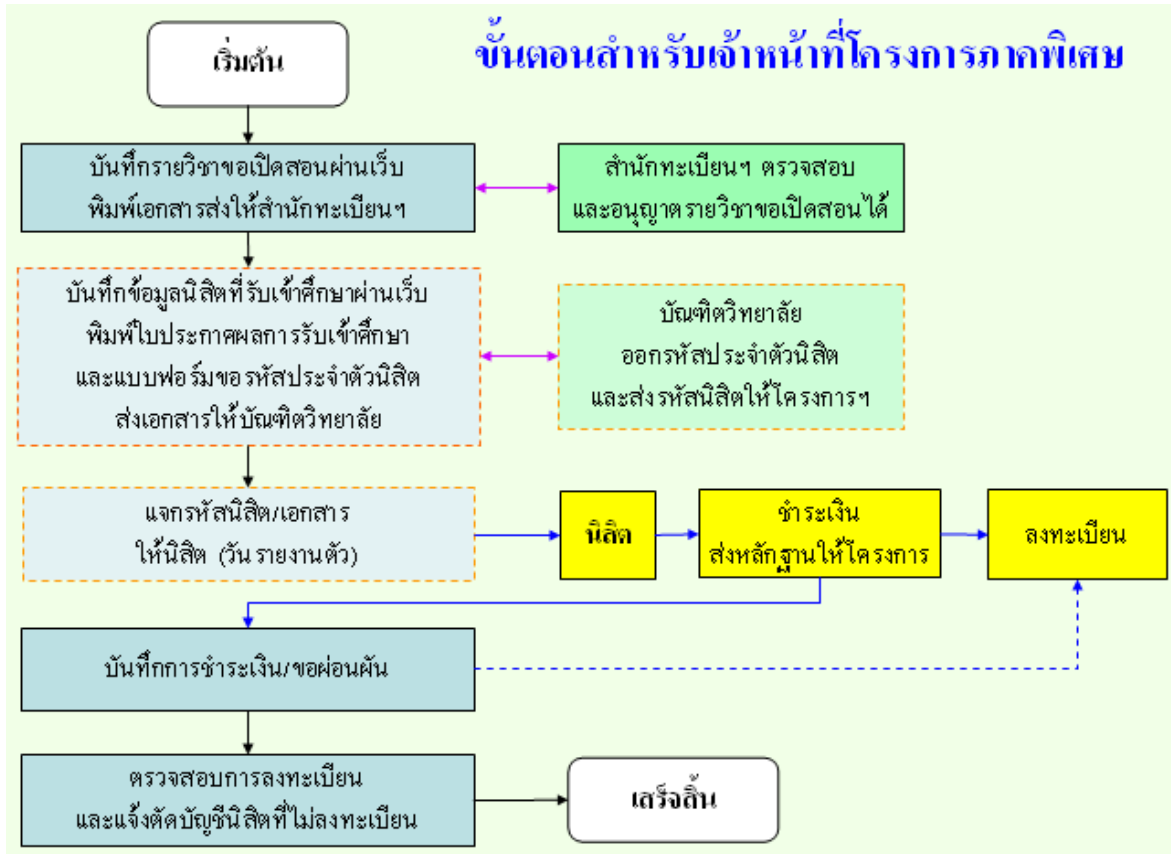 ขั้นตอนสำหรับเจ้าหน้าที่โครงการภาคพิเศษ
เริ่มต้น
บันทึกรายวิชาขอเปิดสอนผ่านเว็บ
พิมพ์เอกสารส่งให้สำนักทะเบียนฯ
สำนักทะเบียนฯ ตรวจสอบ
และอนุญาตรายวิชาขอเปิดสอนได้
บันทึกข้อมูลนิสิตที่รับเข้าศึกษาผ่านเว็บ
พิมพ์ใบประกาศผลการรับเข้าศึกษา
และแบบฟอร์มขอรหัสประจำตัวนิสิต
ส่งเอกสารให้บัณฑิตวิทยาลัย
บัณฑิตวิทยาลัย
ออกรหัสประจำตัวนิสิต
และส่งรหัสนิสิตให้โครงการฯ
แจกรหัสนิสิต/เอกสาร
ให้นิสิต (วันรายงานตัว)
นิสิต
ชำระเงิน
ส่งหลักฐานให้โครงการ
ลงทะเบียน
บันทึกการชำระเงิน/ขอผ่อนผัน
ตรวจสอบการลงทะเบียน
และแจ้งตัดบัญชีนิสิตที่ไม่ลงทะเบียน
เสร็จสิ้น